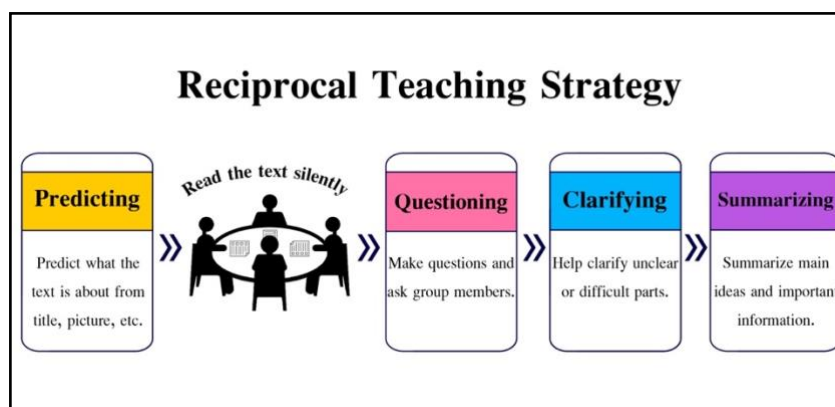 Reciprocal Teaching Strategy
Predicting
Predict what the
text is about from
title, picture, etc.
Read the text silently
Questioning
Make questions and
ask group members.
Clarifying
Help clarify unclear
or difficult parts.
Summarizing
Summarize main
ideas and important
information.